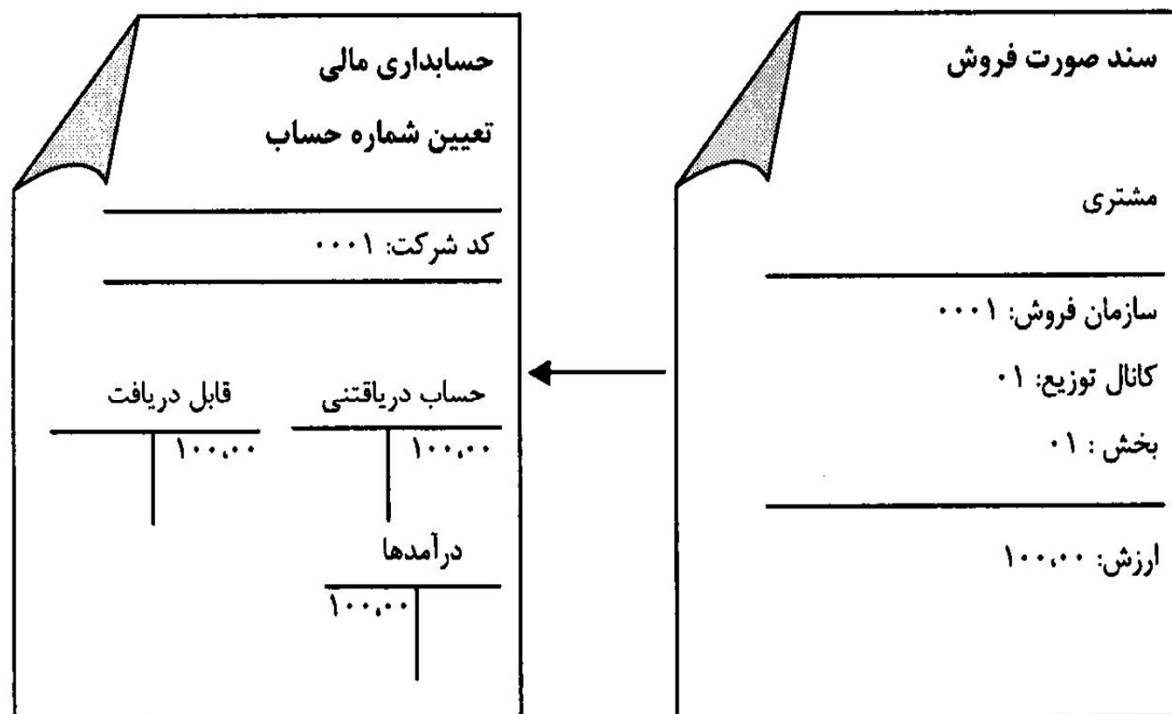 سند صورت فروش
مشتری
سازمان فروش: ۰۰۰۱
کانال توزیع: ۰۱
بخش : ۰۱
ارزش: ۱۰۰،۰۰
حسابداری مالی
تعیین شماره حساب
کد شرکت: ۰۰۰۱
حساب دریاقتنی
۱۰۰،۰۰
قابل دریافت
۱۰۰،۰۰
درآمدها
۱۰۰،۰۰